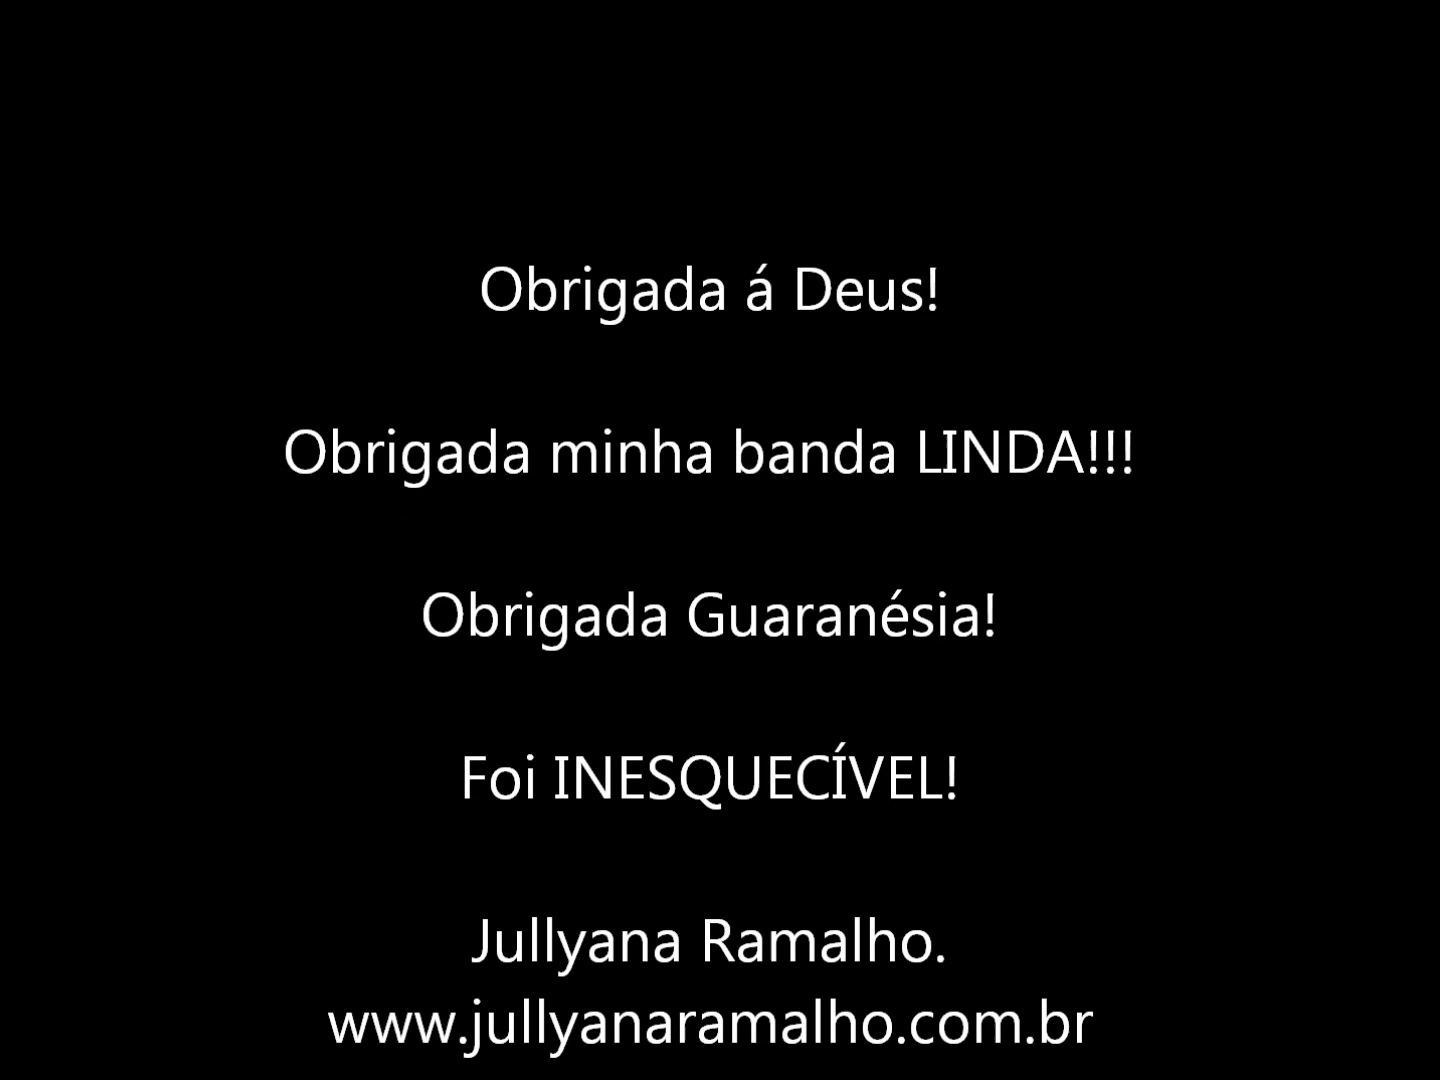 Obrigada á Deus!
Obrigada minha banda LINDA!!!
Obrigada Guaranésia!
Foi INESQUECÍVEL!
Jullyana Ramalho.
www.jullyanaramalho.com.br